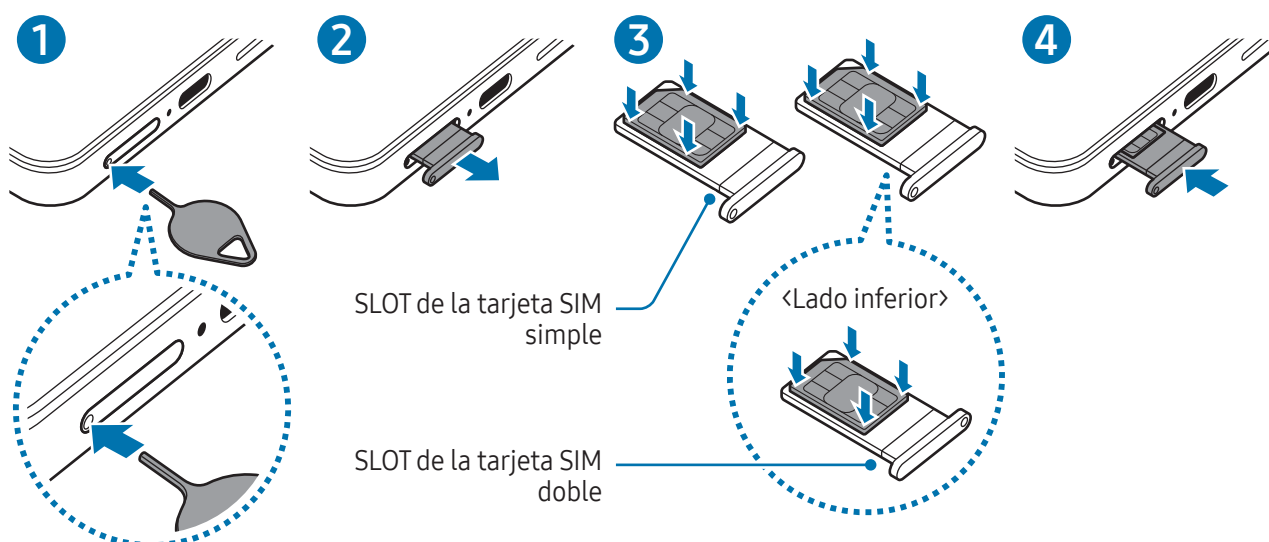 1
2
3
4
SLOT de la tarjeta SIM
simple
‹Lado inferior›
SLOT de la tarjeta SIM
doble